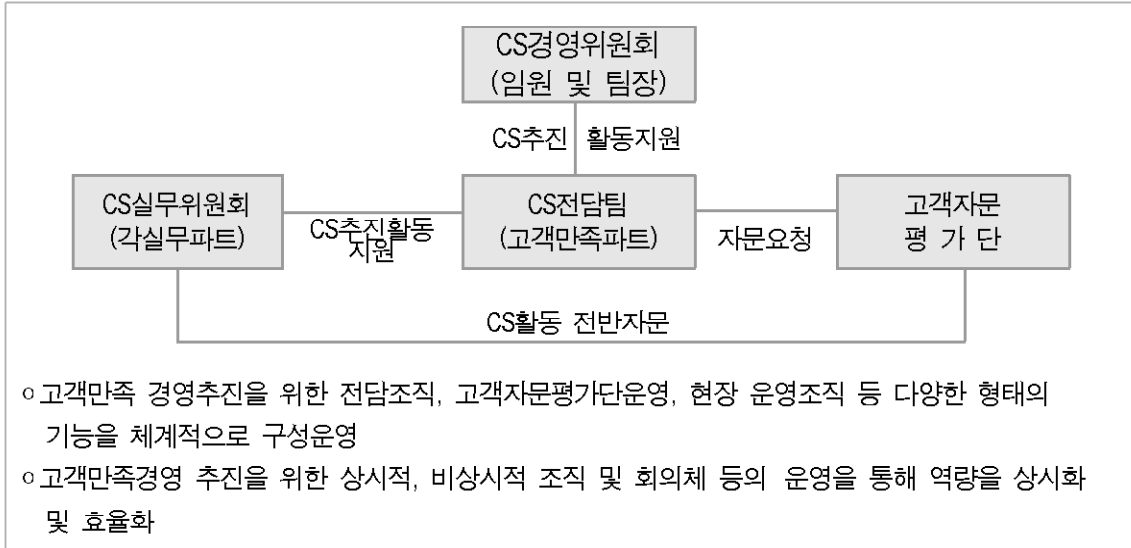 CS경영위원회
(임원 및 팀장)
CS추진 활동지원
CS실무위원회
(각실무파트)
CS추진활동
지원
CS전담팀
(고객만족파트)
자문요청
고객자문
평 가 단
CS활동 전반자문
ㅇ고객만족 경영추진을 위한 전담조직, 고객자문평가단운영, 현장 운영조직 등 다양한 형태의
기능을 체계적으로 구성운영
ㅇ고객만족경영 추진을 위한 상시적, 비상시적 조직 및 회의체 등의 운영을 통해 역량을 상시화
및 효율화